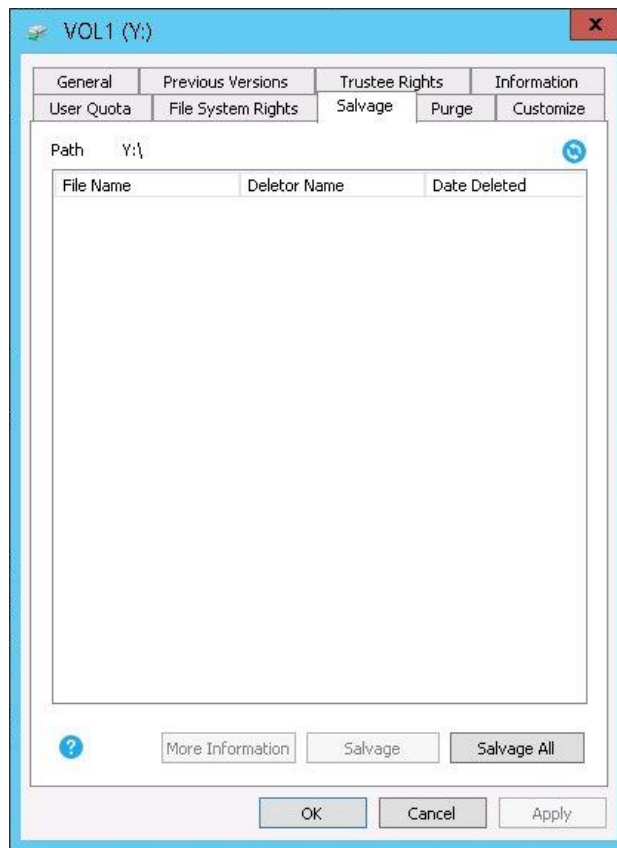 VOL1 (Y:)
x
General Previous Versions Trustee Rights Information
User Quota File System Rights Salvage Purge Customize
Path Y:\
File Name Deletor Name Date Deleted
? More Information Salvage Salvage All
OK Cancel Apply